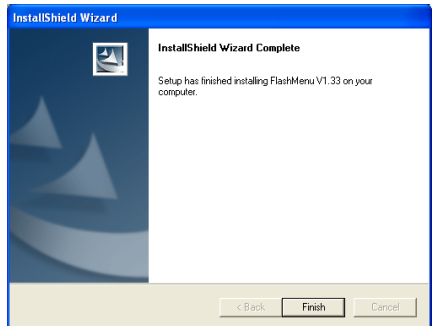 InstallShield Wizard
InstallShield Wizard Complete
Setup has finished installing FlashMenu V1.33 on your
computer.
< Back
Finish
Cancel